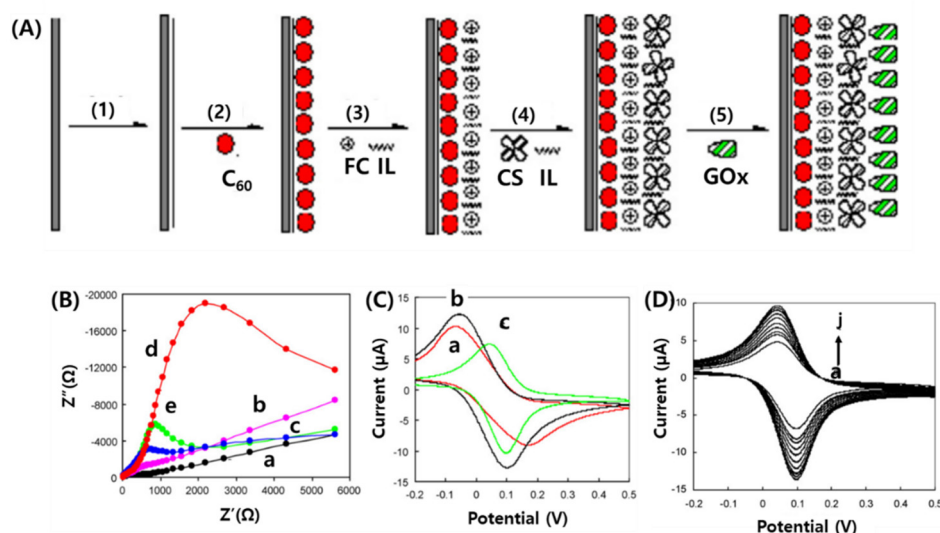 (A)
(1) (2) (3) (4) (5)
C60 FC IL CS IL GOx
(B)
-20000
-16000
-12000
-8000
-4000
0
Z″(Ω)
d
e
b
c
a
0 1000 2000 3000 4000 5000 6000
Z′(Ω)
(C)
15
10
5
0
-5
-10
-15
Current (µA)
b
a
c
-0.2 -0.1 0 0.1 0.2 0.3 0.4 0.5
Potential (V)
(D)
10
5
0
-5
-10
-15
Current (µA)
j
a
-0.2 -0.1 0 0.1 0.2 0.3 0.4 0.5
Potential (V)